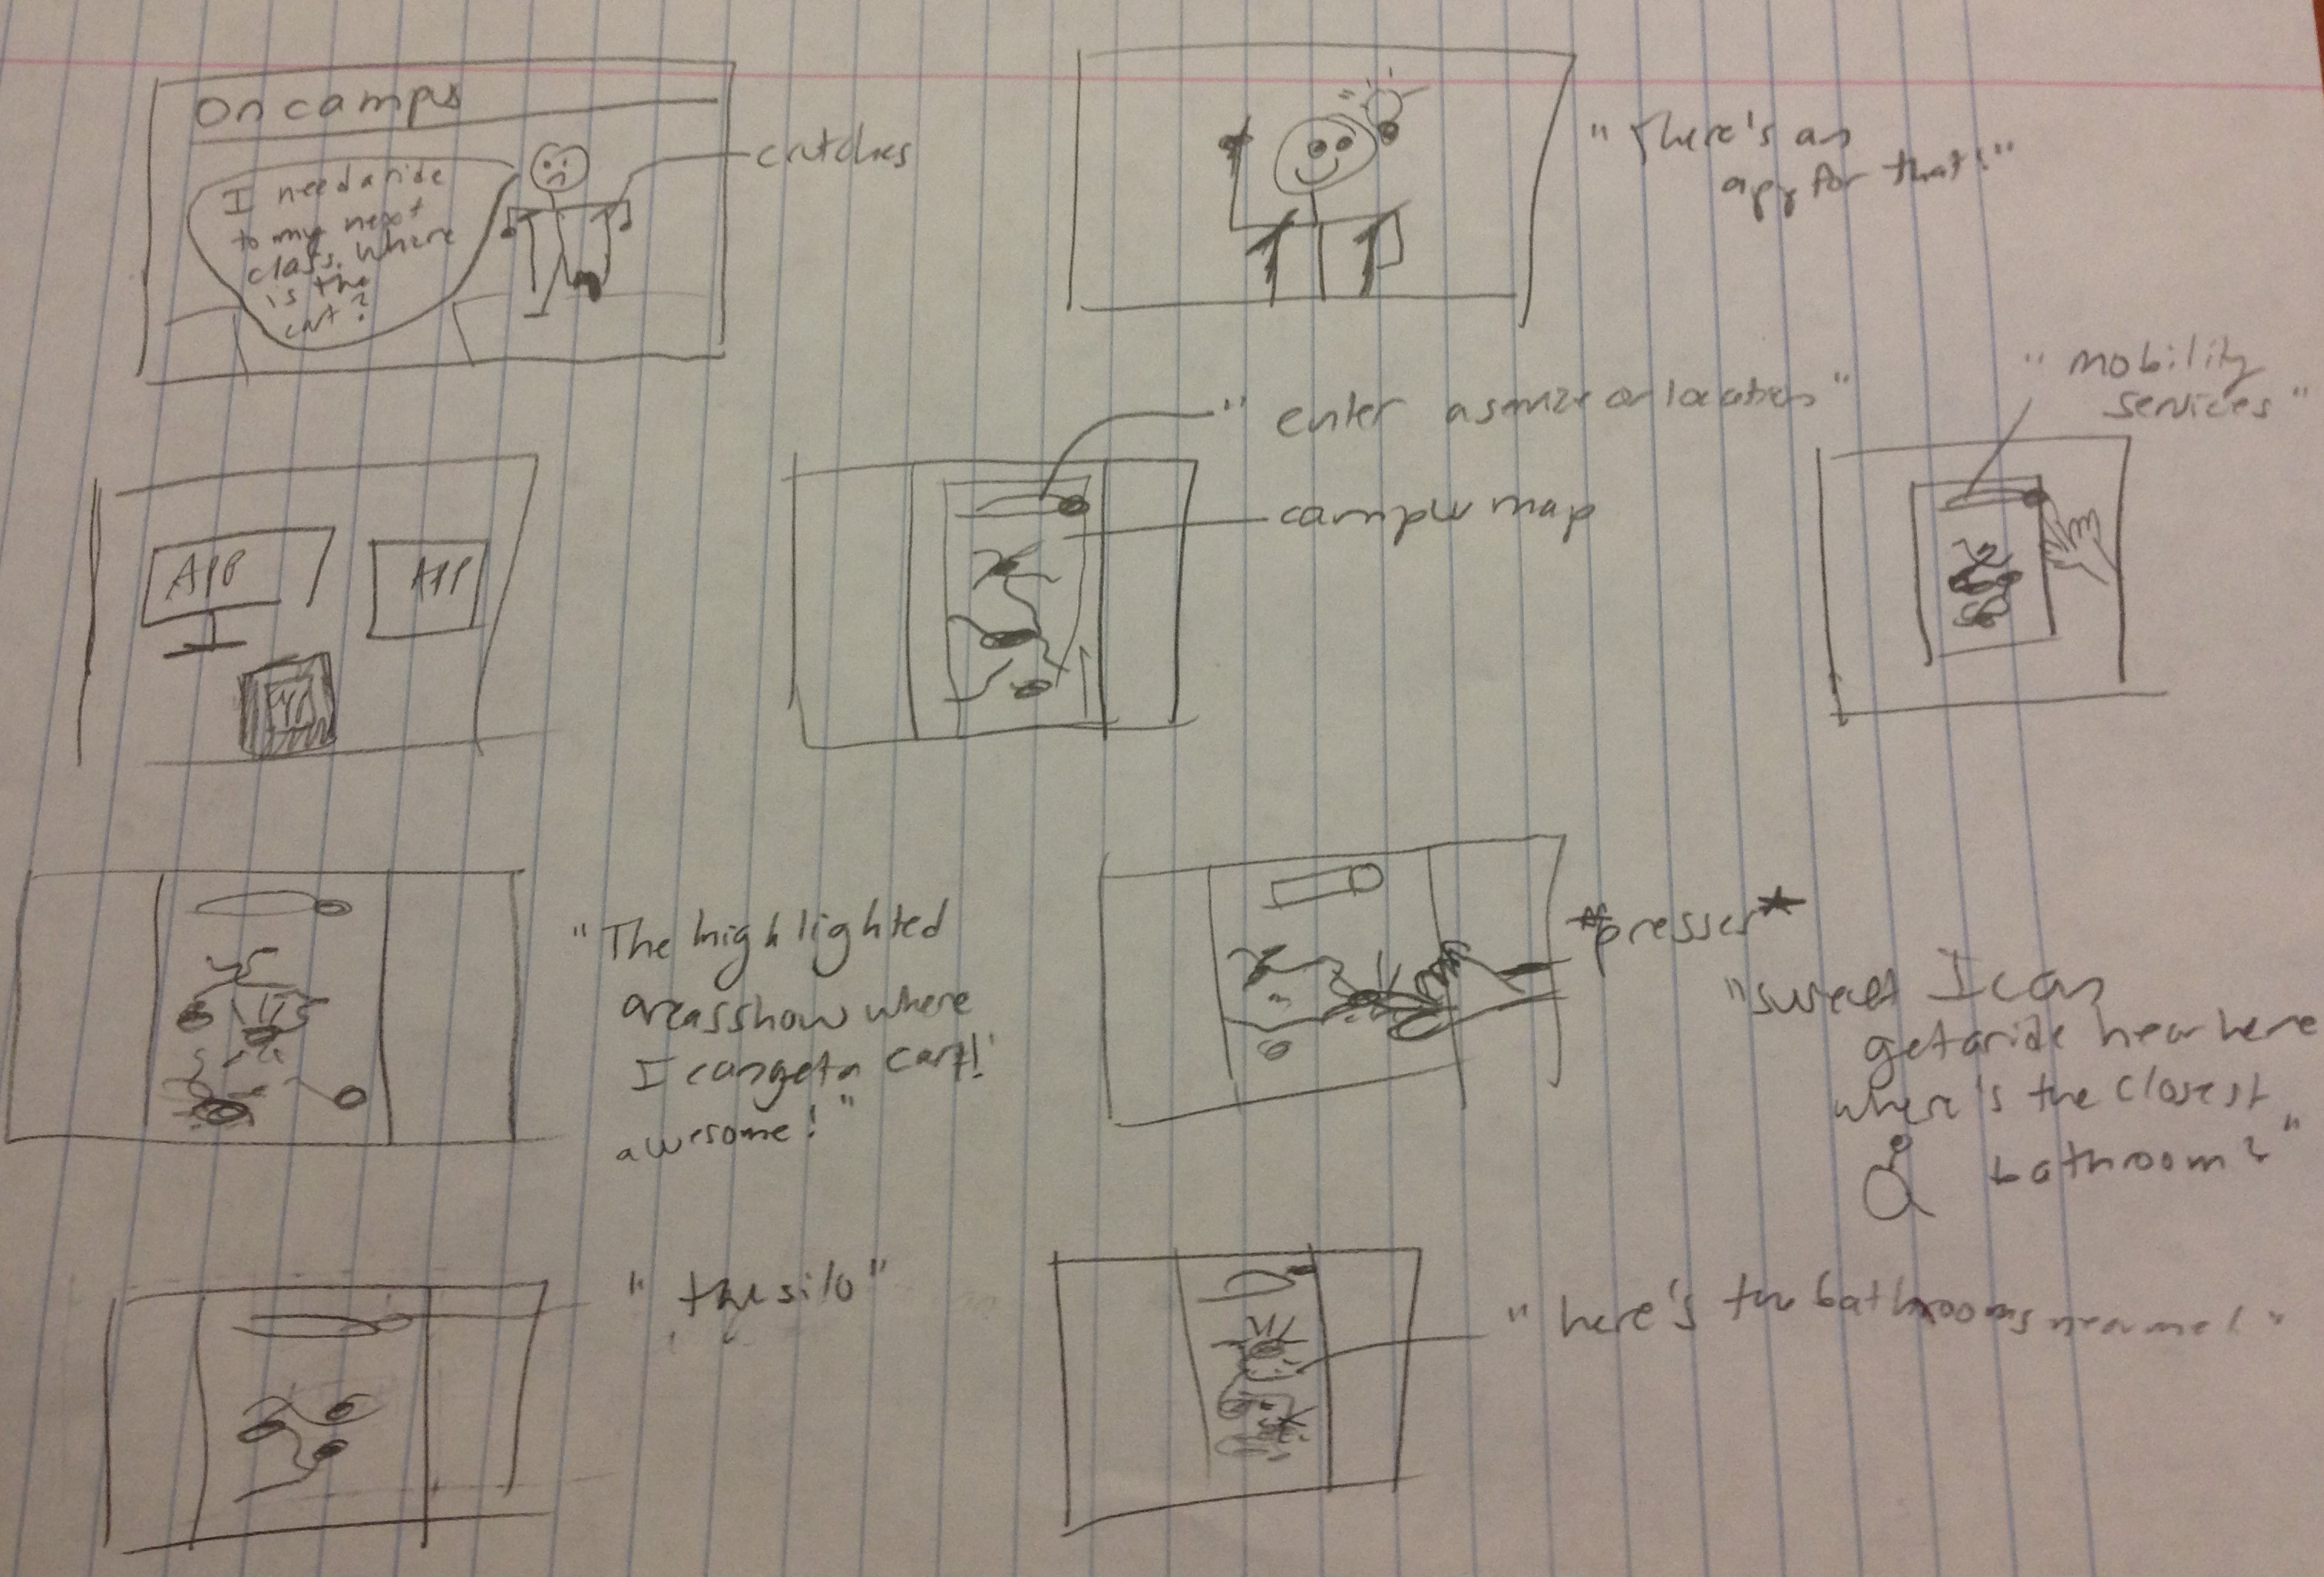 On camps
I need a ride
to my next
class. Where
is the
cart?
crutches
"There's an
app for that!"
APP
APP
"enter a service or location"
campus map
"mobility
services"
"The highlighted
areas show where
I can get a cart!
awesome!"
*presses*
"sweet I can
get a ride near here
where's the closest
bathroom?"
"the silo"
"here's the bathrooms near me!"